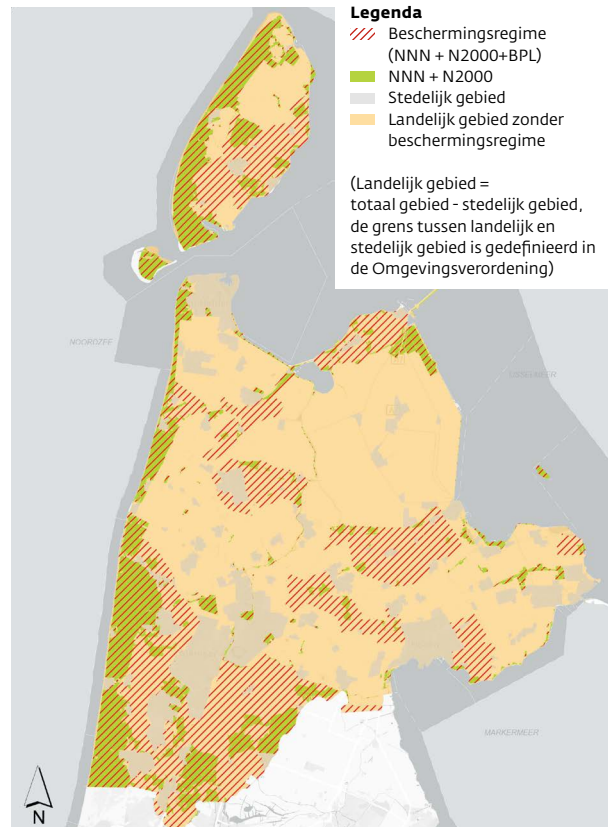 Legenda
Beschermingsregime
(NNN + N2000+BPL)
NNN + N2000
Stedelijk gebied
Landelijk gebied zonder
beschermingsregime
(Landelijk gebied =
totaal gebied - stedelijk gebied,
de grens tussen landelijk en
stedelijk gebied is gedefinieerd in
de Omgevingsverordening)
NOORDZEE
IJSSELMEER
MARKERMEER
N